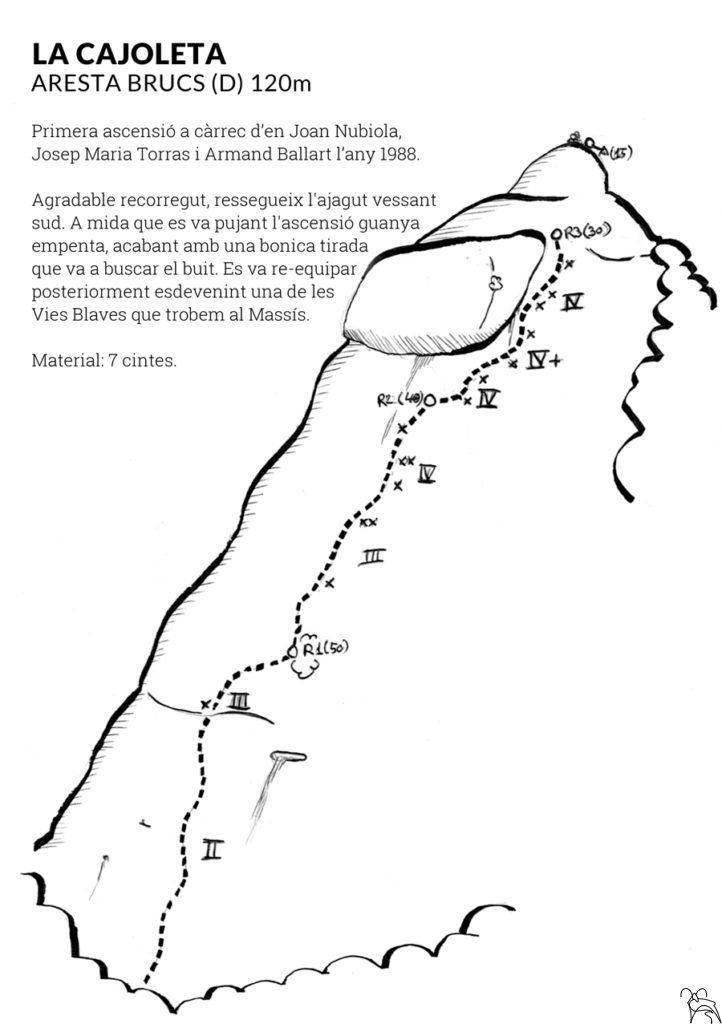 LA CAJOLETA
ARESTA BRUCS (D) 120m
Primera ascensió a càrrec d'en Joan Nubiola,
Josep Maria Torras i Armand Ballart l'any 1988.
Agradable recorregut, ressegueix l'ajagut vessant
sud. A mida que es va pujant l'ascensió guanya
empenta, acabant amb una bonica tirada
que va a buscar el buit. Es va re-equipar
posteriorment esdevenint una de les
Vies Blaves que trobem al Massís.
Material: 7 cintes.
(15)
R3(30)
IV
IV+
R2(40)
IV
IV
III
R1(50)
III
II